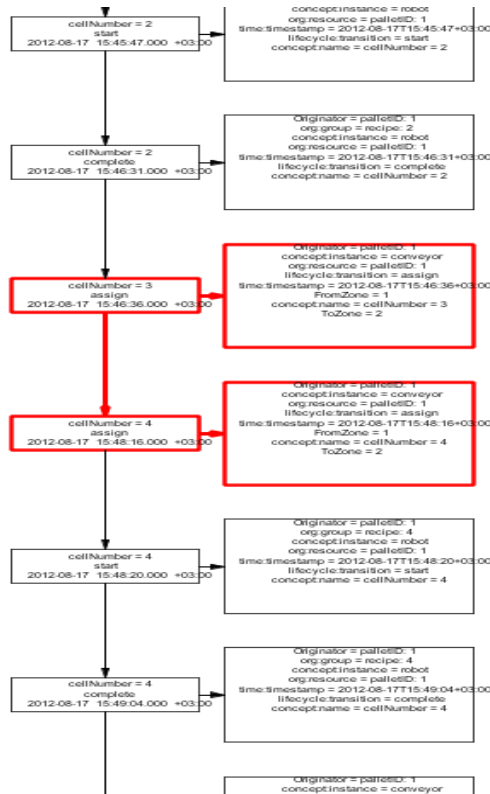 cellNumber = 2
start
2012-08-17 15:45:47.000 +03:00
concept:instance = robot
org:resource = palletID: 1
time:timestamp = 2012-08-17T15:45:47+03:00
lifecycle:transition = start
concept:name = cellNumber = 2
cellNumber = 2
complete
2012-08-17 15:46:31.000 +03:00
Originator = palletID: 1
org:group = recipe: 2
concept:instance = robot
org:resource = palletID: 1
time:timestamp = 2012-08-17T15:46:31+03:00
lifecycle:transition = complete
concept:name = cellNumber = 2
cellNumber = 3
assign
2012-08-17 15:46:36.000 +03:00
Originator = palletID: 1
concept:instance = conveyor
org:resource = palletID: 1
lifecycle:transition = assign
time:timestamp = 2012-08-17T15:46:36+03:00
FromZone = 1
concept:name = cellNumber = 3
ToZone = 2
cellNumber = 4
assign
2012-08-17 15:48:16.000 +03:00
Originator = palletID: 1
concept:instance = conveyor
org:resource = palletID: 1
lifecycle:transition = assign
time:timestamp = 2012-08-17T15:48:16+03:00
FromZone = 1
concept:name = cellNumber = 4
ToZone = 2
cellNumber = 4
start
2012-08-17 15:48:20.000 +03:00
Originator = palletID: 1
org:group = recipe: 4
concept:instance = robot
org:resource = palletID: 1
time:timestamp = 2012-08-17T15:48:20+03:00
lifecycle:transition = start
concept:name = cellNumber = 4
cellNumber = 4
complete
2012-08-17 15:49:04.000 +03:00
Originator = palletID: 1
org:group = recipe: 4
concept:instance = robot
org:resource = palletID: 1
time:timestamp = 2012-08-17T15:49:04+03:00
lifecycle:transition = complete
concept:name = cellNumber = 4
Originator = palletID: 1
concept:instance = conveyor